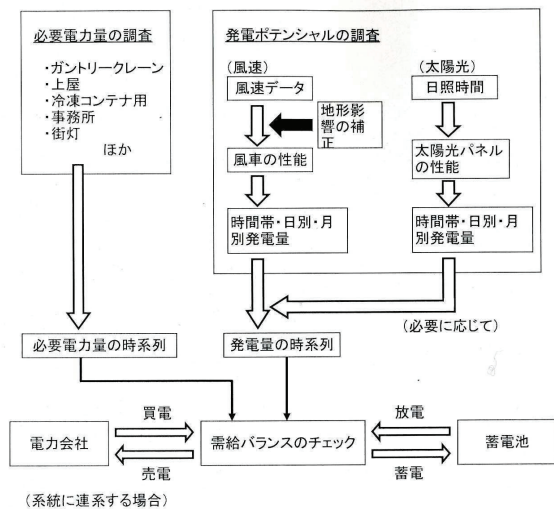 必要電力量の調査
・ガントリークレーン
・上屋
・冷凍コンテナ用
・事務所
・街灯
ほか
発電ポテンシャルの調査
(風速)
風速データ
地形影
響の補
正
風車の性能
時間帯・日別・月
別発電量
(太陽光)
日照時間
太陽光パネル
の性能
時間帯・日別・月
別発電量
(必要に応じて)
必要電力量の時系列
発電量の時系列
電力会社
買電
売電
需給バランスのチェック
放電
蓄電
蓄電池
(系統に連系する場合)